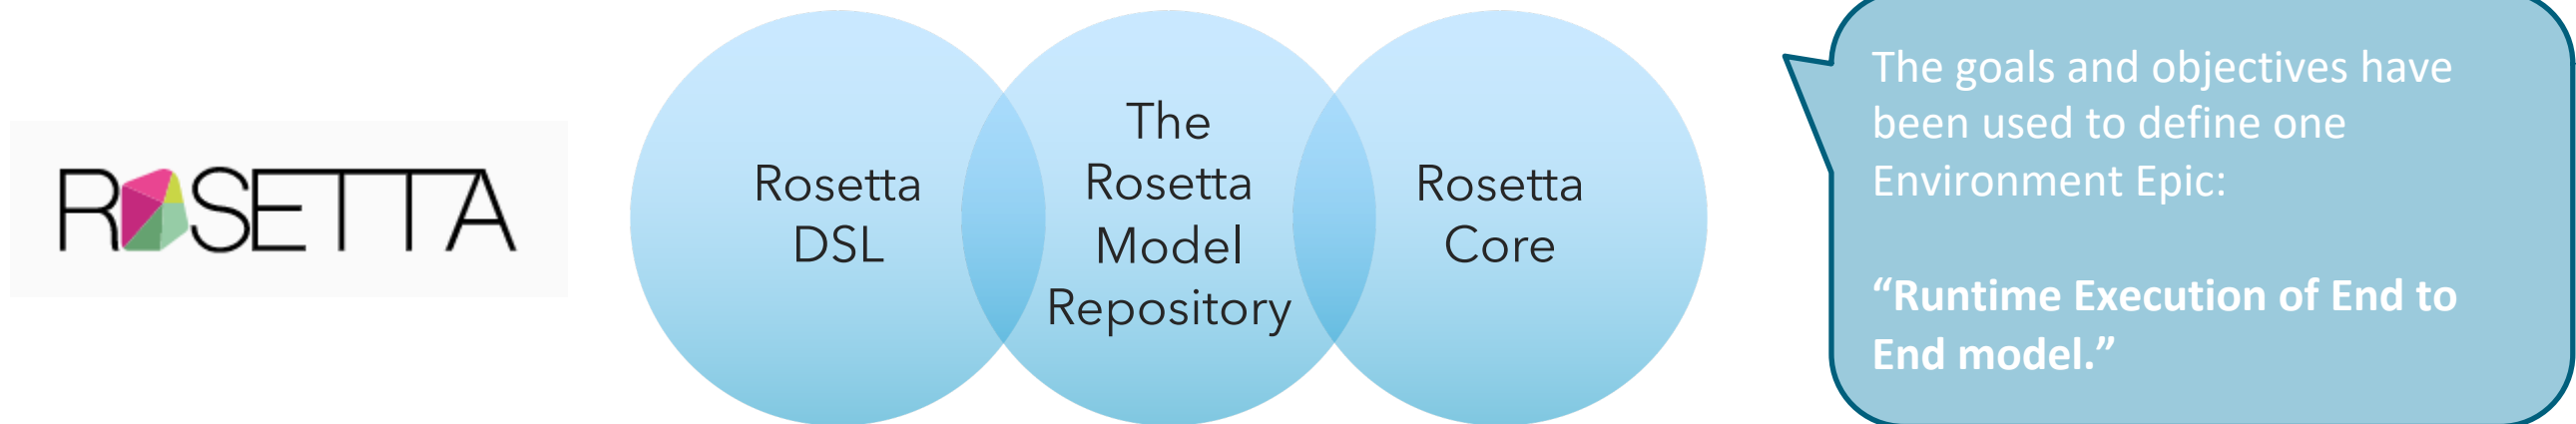 ROSETTA
Rosetta
DSL
The
Rosetta
Model
Repository
Rosetta
Core
The goals and objectives have
been used to define one
Environment Epic:
“Runtime Execution of End to
End model.”